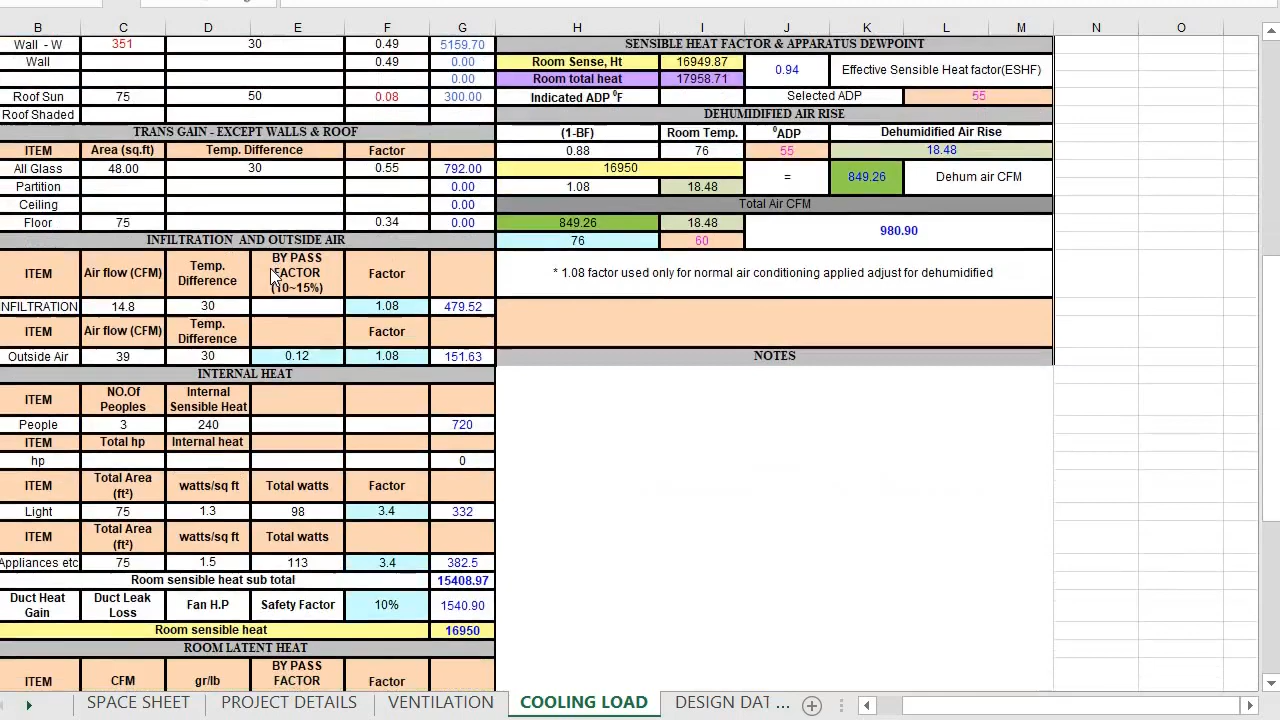 B C D E F G H I J K L M N O P
Wall - W 351 30 0.49 5159.70 SENSIBLE HEAT FACTOR & APPARATUS DEWPOINT
Wall 0.49 0.00 Room Sense, Ht 16949.87 0.94 Effective Sensible Heat factor(ESHF)
0.00 Room total heat 17958.71
Roof Sun 75 50 0.08 300.00 Indicated ADP ⁰F Selected ADP 55
Roof Shaded DEHUMIDIFIED AIR RISE
TRANS GAIN - EXCEPT WALLS & ROOF (1-BF) Room Temp. ⁰ADP Dehumidified Air Rise
ITEM Area (sq.ft) Temp. Difference Factor 0.88 76 55 18.48
All Glass 48.00 30 0.55 792.00 16950 = 849.26 Dehum air CFM
Partition 0.00 1.08 18.48
Ceiling 0.00 Total Air CFM
Floor 75 0.34 0.00 849.26 18.48 980.90
INFILTRATION AND OUTSIDE AIR 76 60
ITEM Air flow (CFM) Temp. Difference BY PASS FACTOR (10~15%) Factor * 1.08 factor used only for normal air conditioning applied adjust for dehumidified
INFILTRATION 14.8 30 1.08 479.52
ITEM Air flow (CFM) Temp. Difference Factor
Outside Air 39 30 0.12 1.08 151.63 NOTES
INTERNAL HEAT
ITEM NO.Of Peoples Internal Sensible Heat
People 3 240 720
ITEM Total hp Internal heat
hp 0
ITEM Total Area (ft²) watts/sq ft Total watts Factor
Light 75 1.3 98 3.4 332
ITEM Total Area (ft²) watts/sq ft Total watts
Appliances etc 75 1.5 113 3.4 382.5
Room sensible heat sub total 15408.97
Duct Heat Gain Duct Leak Loss Fan H.P Safety Factor 10% 1540.90
Room sensible heat 16950
ROOM LATENT HEAT
ITEM CFM gr/lb BY PASS FACTOR Factor
SPACE SHEET PROJECT DETAILS VENTILATION COOLING LOAD DESIGN DAT ...